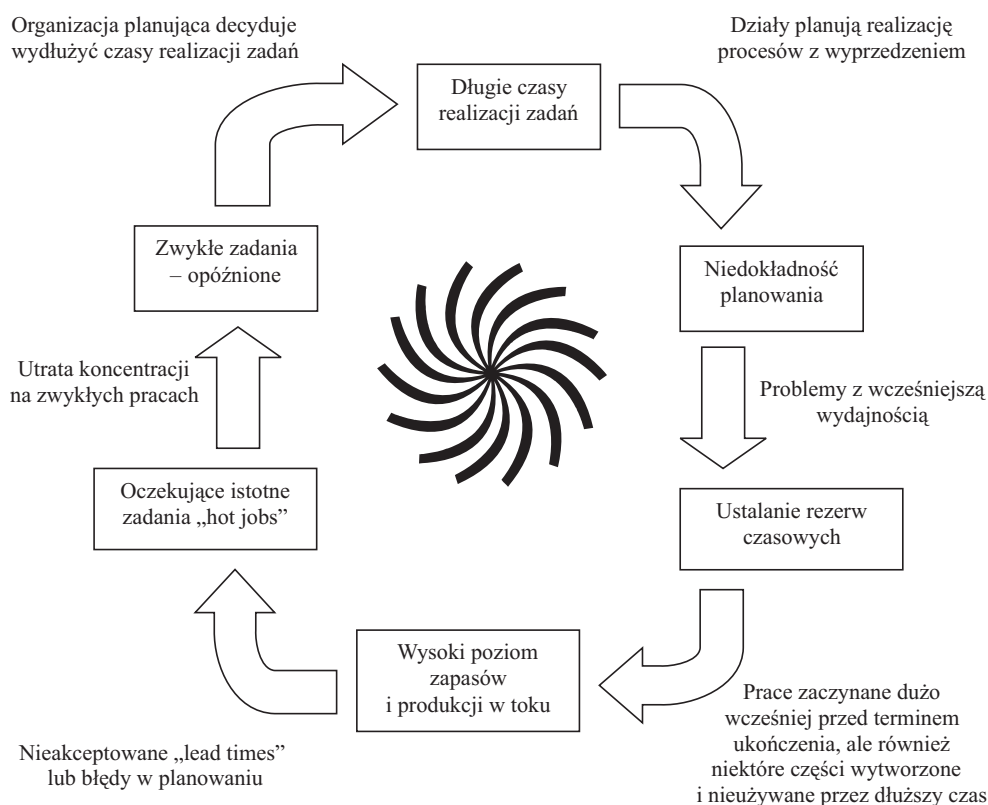 Organizacja planująca decyduje
wydłużyć czasy realizacji zadań
Działy planują realizację
procesów z wyprzedzeniem
Długie czasy
realizacji zadań
Zwykłe zadania
– opóźnione
Niedokładność
planowania
Utrata koncentracji
na zwykłych pracach
Problemy z wcześniejszą
wydajnością
Oczekujące istotne
zadania „hot jobs”
Ustalanie rezerw
czasowych
Wysoki poziom
zapasów
i produkcji w toku
Nieakceptowane „lead times”
lub błędy w planowaniu
Prace zaczynane dużo
wcześniej przed terminem
ukończenia, ale również
niektóre części wytworzone
i nieużywane przez dłuższy czas